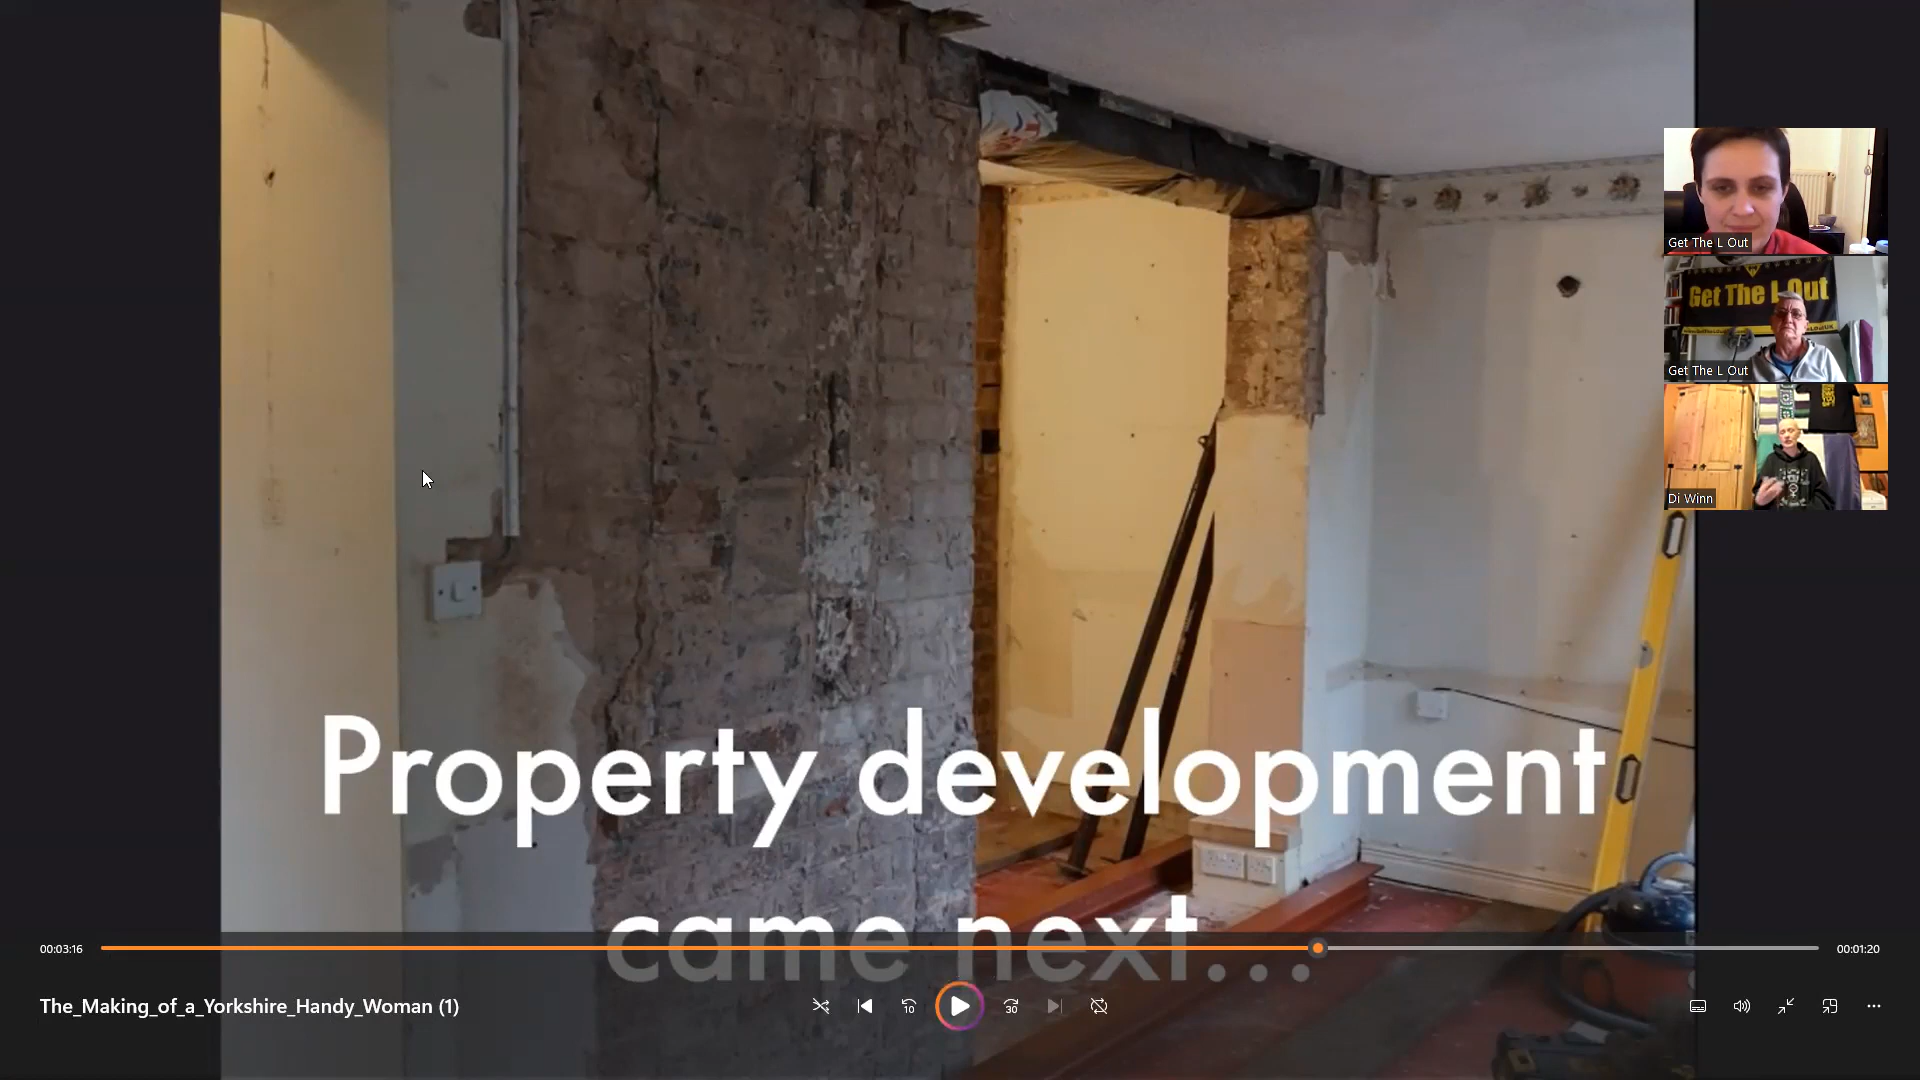 Get The L Out
Get The L Out
Get The L Out
Di Winn
Property development
came next...
00:03:16
00:01:20
The_Making_of_a_Yorkshire_Handy_Woman (1)
10
30